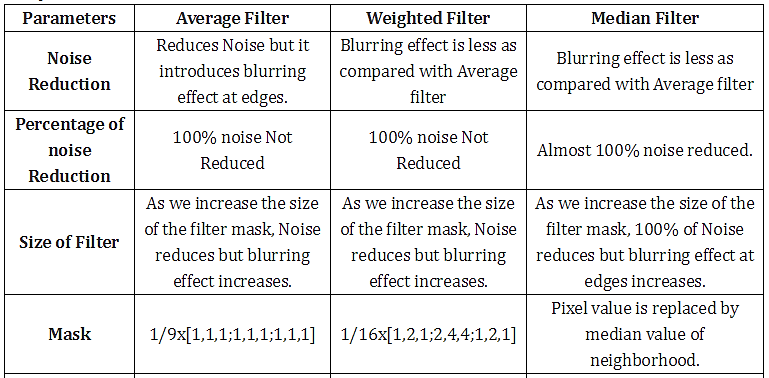 Parameters
Average Filter
Weighted Filter
Median Filter
Noise
Reduction
Reduces Noise but it
introduces blurring
effect at edges.
Blurring effect is less as
compared with Average
filter
Blurring effect is less as
compared with Average filter
Percentage of
noise
Reduction
100% noise Not
Reduced
100% noise Not
Reduced
Almost 100% noise reduced.
Size of Filter
As we increase the size
of the filter mask, Noise
reduces but blurring
effect increases.
As we increase the size
of the filter mask, Noise
reduces but blurring
effect increases.
As we increase the size of the
filter mask, 100% of Noise
reduces but blurring effect at
edges increases.
Mask
1/9x[1,1,1;1,1,1;1,1,1]
1/16x[1,2,1;2,4,4;1,2,1]
Pixel value is replaced by
median value of
neighborhood.